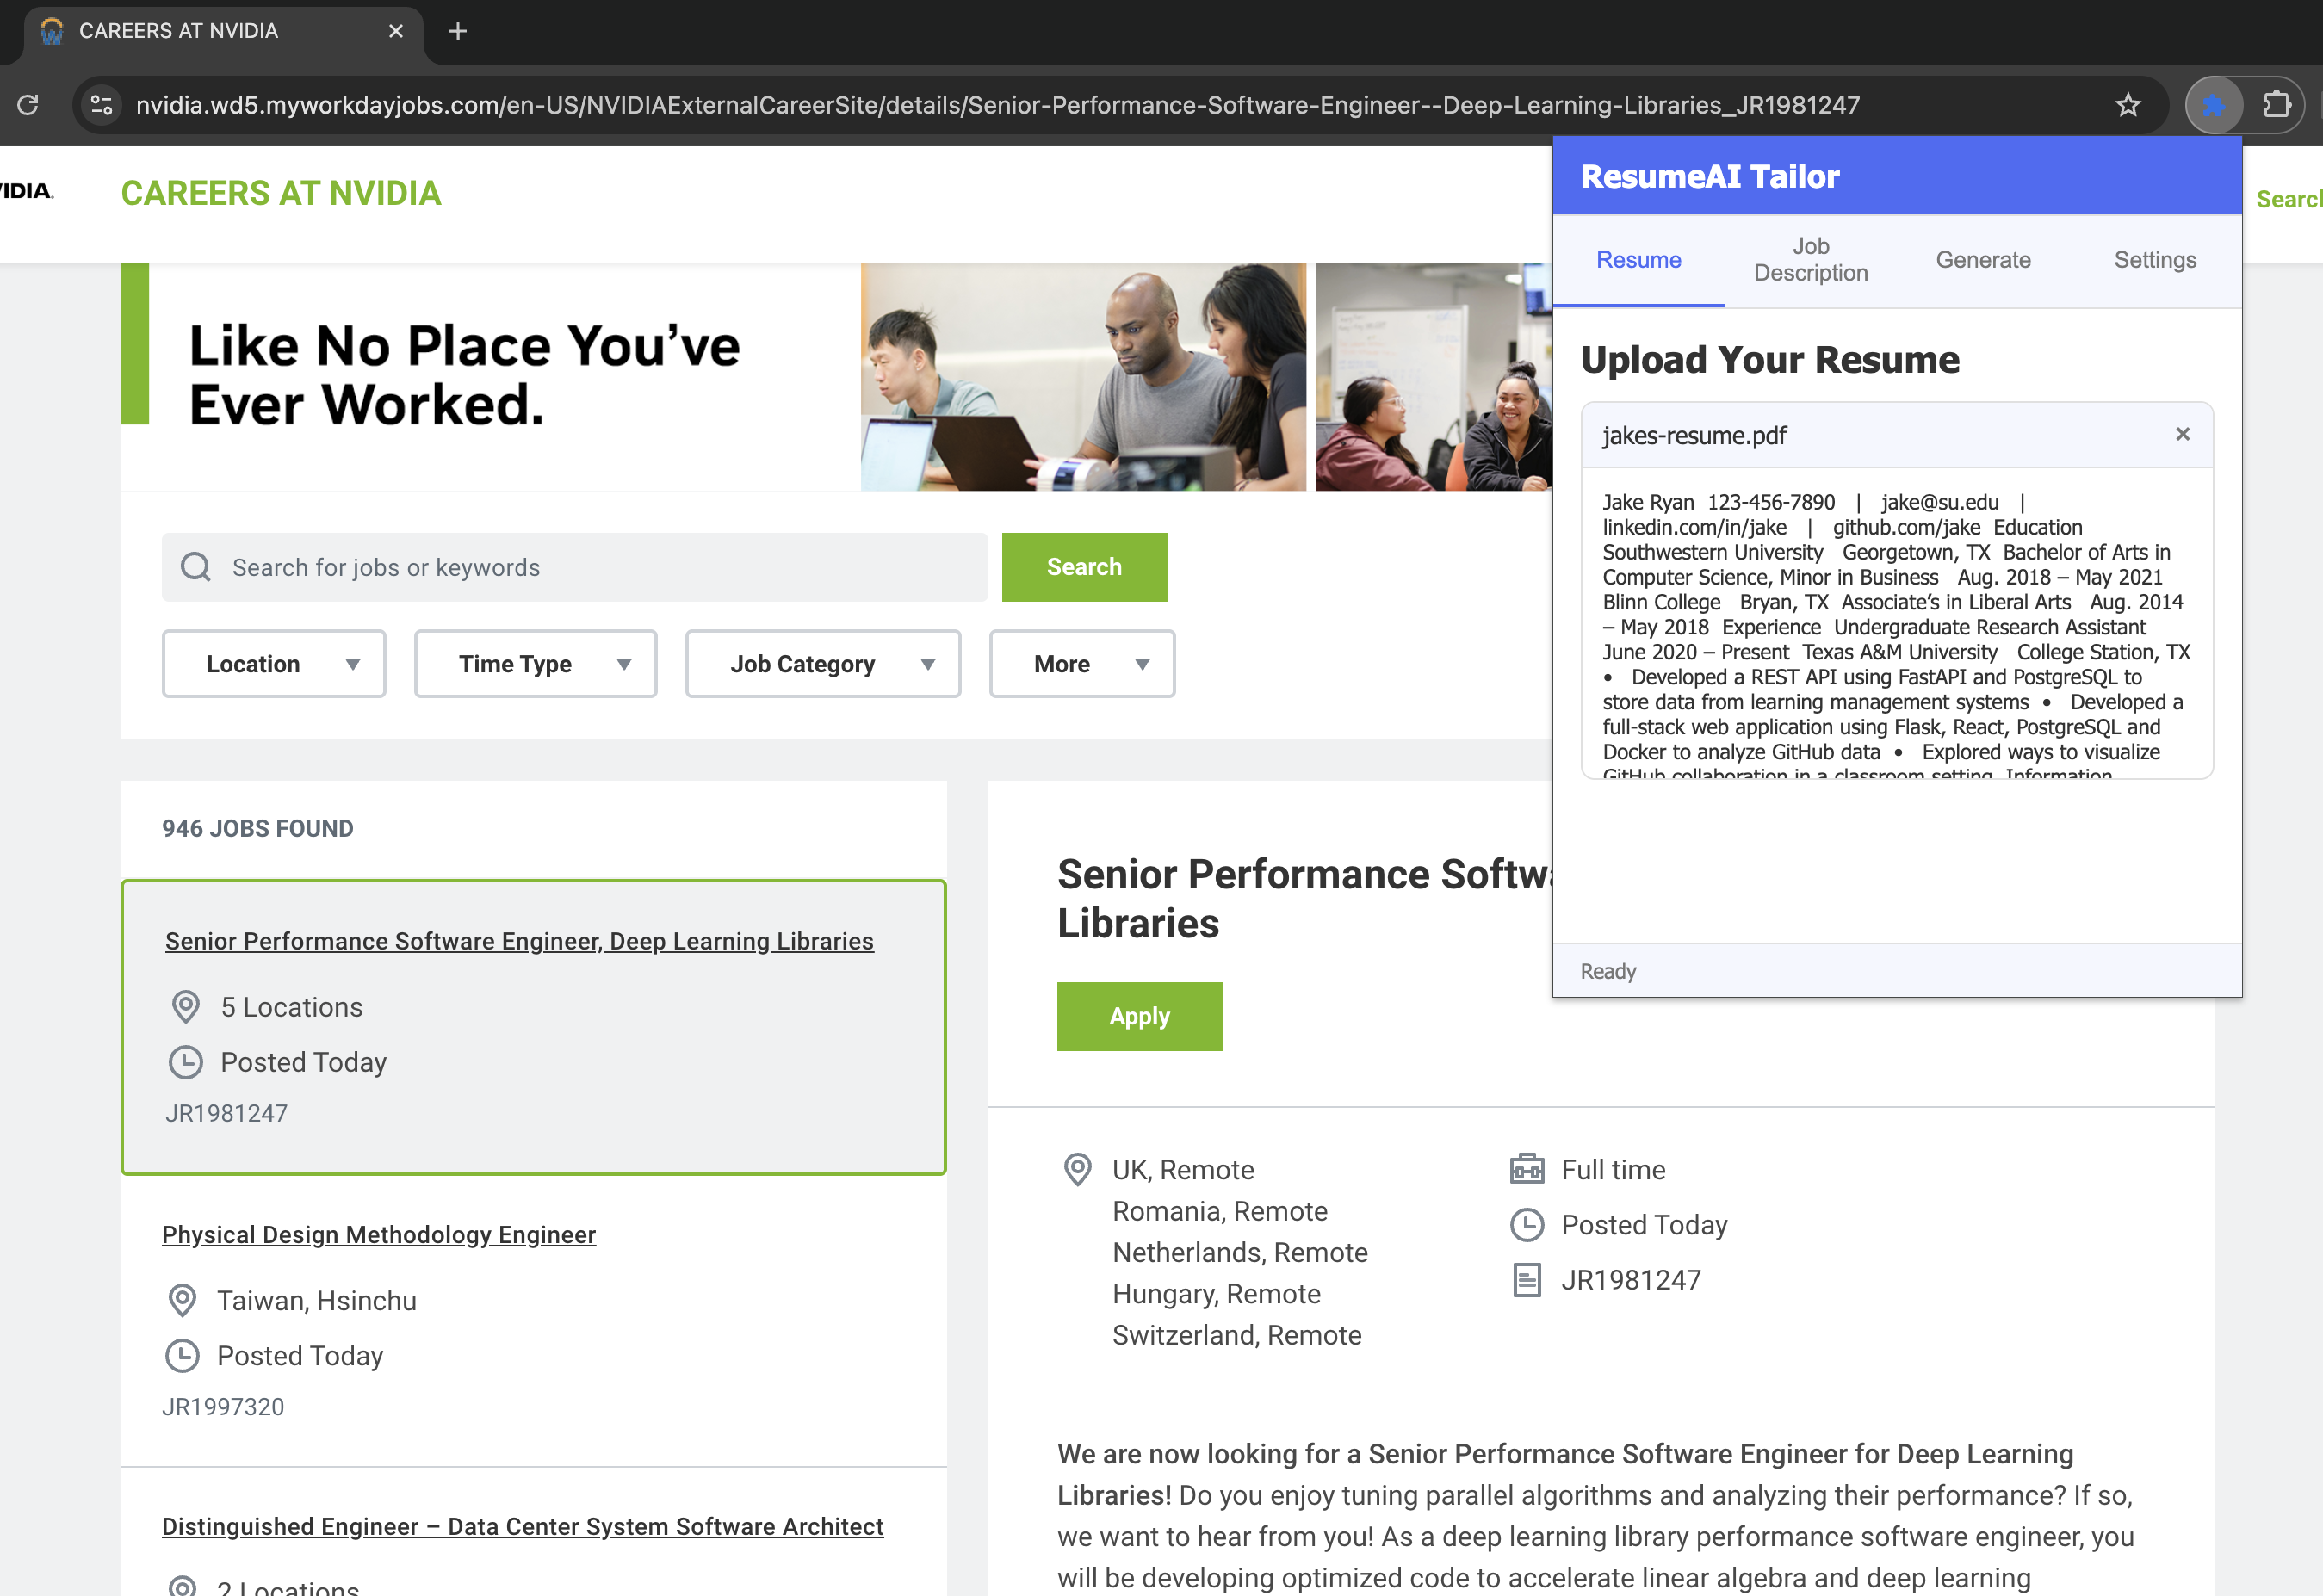 CAREERS AT NVIDIA
nvidia.wd5.myworkdayjobs.com/en-US/NVIDIAExternalCareerSite/details/Senior-Performance-Software-Engineer--Deep-Learning-Libraries_JR1981247
VIDIA.
CAREERS AT NVIDIA
Search
Like No Place You’ve
Ever Worked.
Search for jobs or keywords
Search
Location
Time Type
Job Category
More
946 JOBS FOUND
Senior Performance Software Engineer, Deep Learning Libraries
5 Locations
Posted Today
JR1981247
Physical Design Methodology Engineer
Taiwan, Hsinchu
Posted Today
JR1997320
Distinguished Engineer – Data Center System Software Architect
2 Locations
Senior Performance Softwa
Libraries
Apply
UK, Remote
Romania, Remote
Netherlands, Remote
Hungary, Remote
Switzerland, Remote
Full time
Posted Today
JR1981247
We are now looking for a Senior Performance Software Engineer for Deep Learning
Libraries! Do you enjoy tuning parallel algorithms and analyzing their performance? If so,
we want to hear from you! As a deep learning library performance software engineer, you
will be developing optimized code to accelerate linear algebra and deep learning
ResumeAI Tailor
Resume
Job
Description
Generate
Settings
Upload Your Resume
jakes-resume.pdf
Jake Ryan 123-456-7890 | jake@su.edu |
linkedin.com/in/jake | github.com/jake Education
Southwestern University Georgetown, TX Bachelor of Arts in
Computer Science, Minor in Business Aug. 2018 – May 2021
Blinn College Bryan, TX Associate’s in Liberal Arts Aug. 2014
– May 2018 Experience Undergraduate Research Assistant
June 2020 – Present Texas A&M University College Station, TX
• Developed a REST API using FastAPI and PostgreSQL to
store data from learning management systems • Developed a
full-stack web application using Flask, React, PostgreSQL and
Docker to analyze GitHub data • Explored ways to visualize
GitHub collaboration in a classroom setting Information
Ready